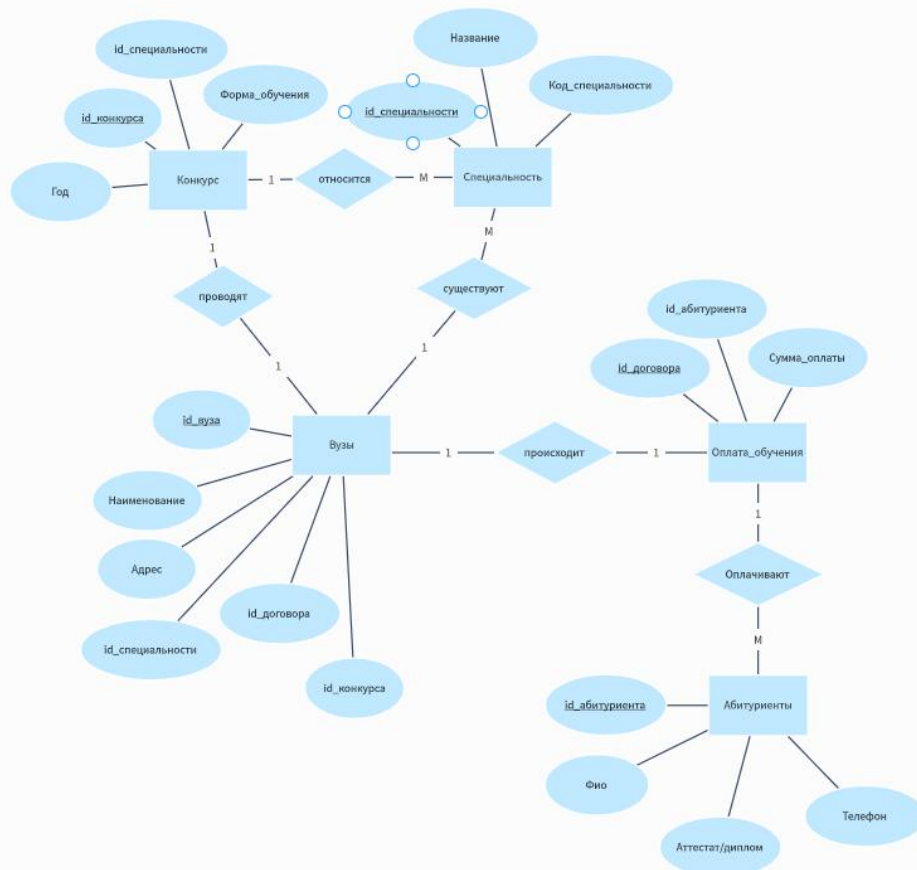 Название
id_специальности
Код_специальности
Форма_обучения
id_специальности
id_конкурса
Год
Конкурс
1
относится
М
Специальность
1
М
проводят
существуют
1
1
id_абитуриента
id_договора
Сумма_оплаты
id_вуза
Вузы
1
происходит
1
Оплата_обучения
Наименование
1
Адрес
Оплачивают
id_договора
М
id_специальности
id_конкурса
id_абитуриента
Абитуриенты
Фио
Телефон
Аттестат/диплом